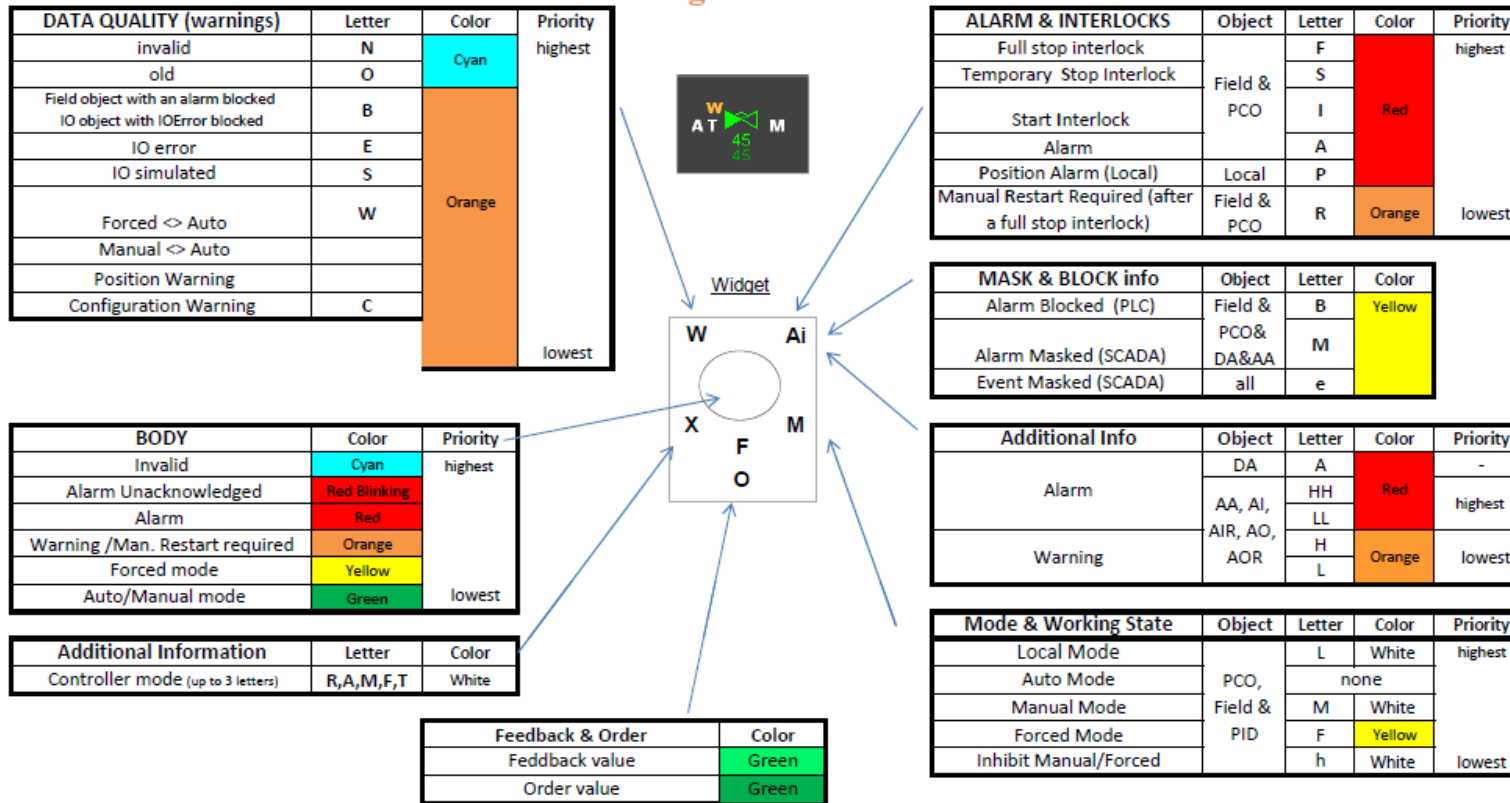 DATA QUALITY (warnings) Letter Color Priority
invalid N Cyan highest
old O
Field object with an alarm blocked
IO object with IOError blocked B Orange
IO error E
IO simulated S
Forced <> Auto W
Manual <> Auto
Position Warning
Configuration Warning C
lowest
W
A T M
45
45
ALARM & INTERLOCKS Object Letter Color Priority
Full stop interlock Field & PCO F Red highest
Temporary Stop Interlock S
Start Interlock I
Alarm A
Position Alarm (Local) Local P
Manual Restart Required (after
a full stop interlock) Field & PCO R Orange lowest
Widget
W Ai
X M
F
O
MASK & BLOCK info Object Letter Color
Alarm Blocked (PLC) Field & PCO& DA&AA B Yellow
Alarm Masked (SCADA) M
Event Masked (SCADA) all e
BODY Color Priority
Invalid Cyan highest
Alarm Unacknowledged Red Blinking
Alarm Red
Warning /Man. Restart required Orange
Forced mode Yellow
Auto/Manual mode Green lowest
Additional Info Object Letter Color Priority
Alarm DA A Red -
AA, AI, AIR, AO, AOR HH highest
LL
Warning H Orange lowest
L
Additional Information Letter Color
Controller mode (up to 3 letters) R,A,M,F,T White
Mode & Working State Object Letter Color Priority
Local Mode PCO, Field & PID L White highest
Auto Mode none
Manual Mode M White
Forced Mode F Yellow
Inhibit Manual/Forced h White lowest
Feedback & Order Color
Feddback value Green
Order value Green